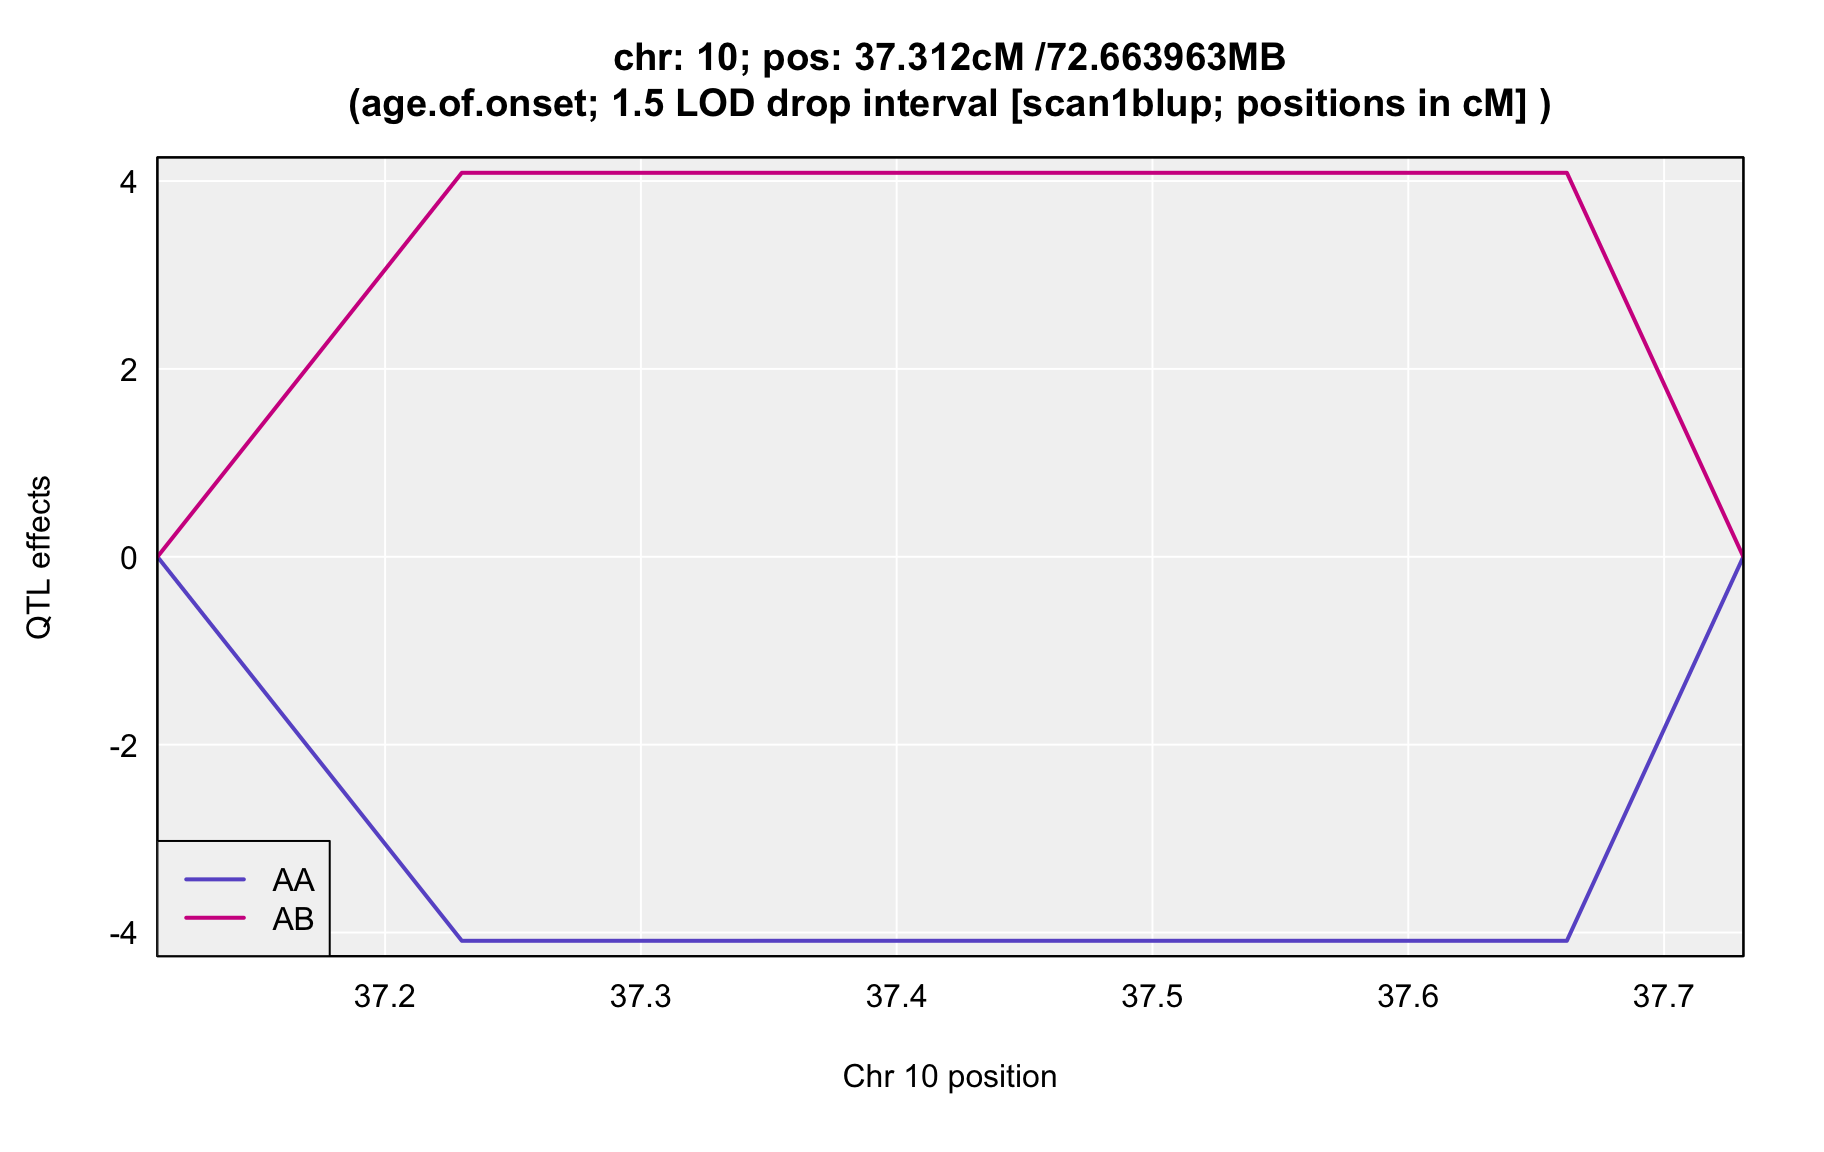 chr: 10; pos: 37.312cM /72.663963MB
(age.of.onset; 1.5 LOD drop interval [scan1blup; positions in cM] )
4
2
0
-2
-4
QTL effects
AA
AB
37.2 37.3 37.4 37.5 37.6 37.7
Chr 10 position